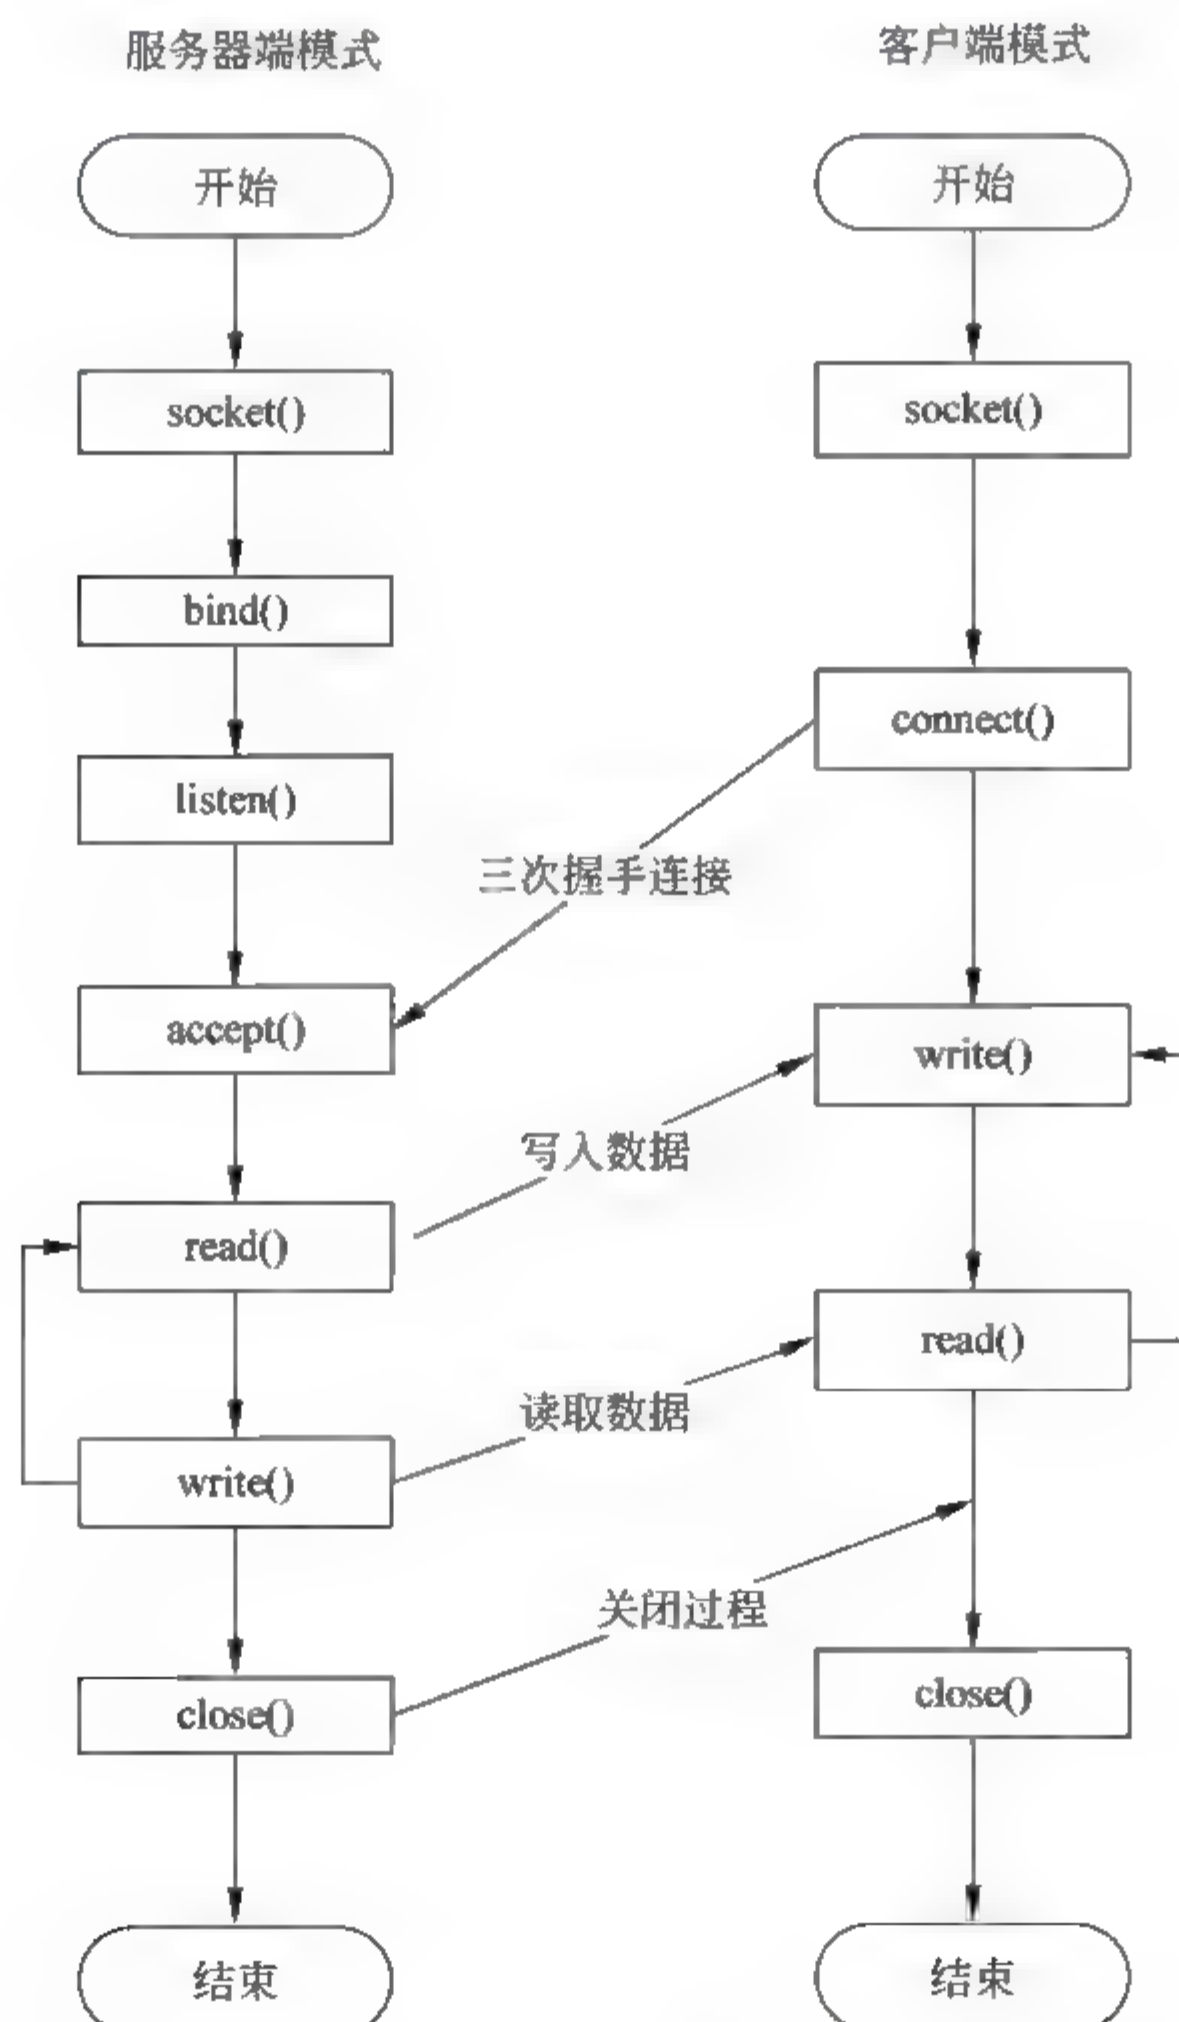 服务器端模式
客户端模式
开始
开始
socket()
socket()
bind()
connect()
listen()
三次握手连接
accept()
write()
写入数据
read()
read()
读取数据
write()
关闭过程
close()
close()
结束
结束